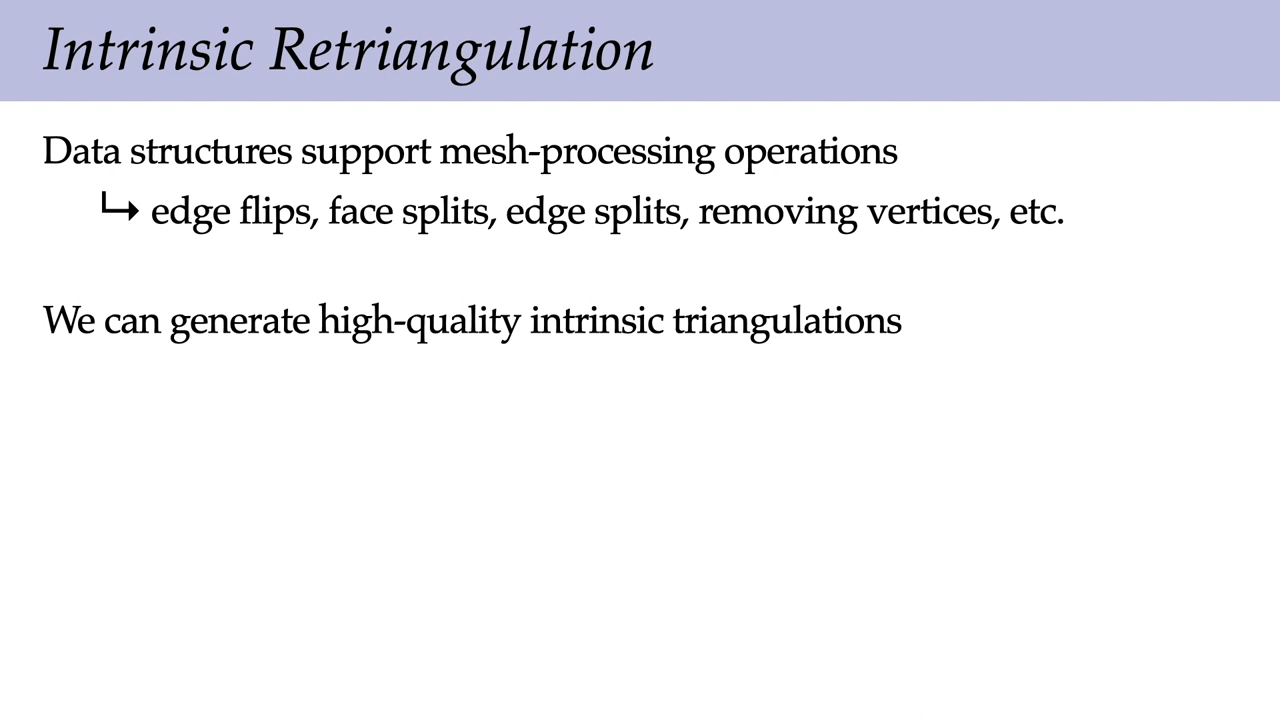 Intrinsic Retriangulation
Data structures support mesh-processing operations
↳ edge flips, face splits, edge splits, removing vertices, etc.
We can generate high-quality intrinsic triangulations